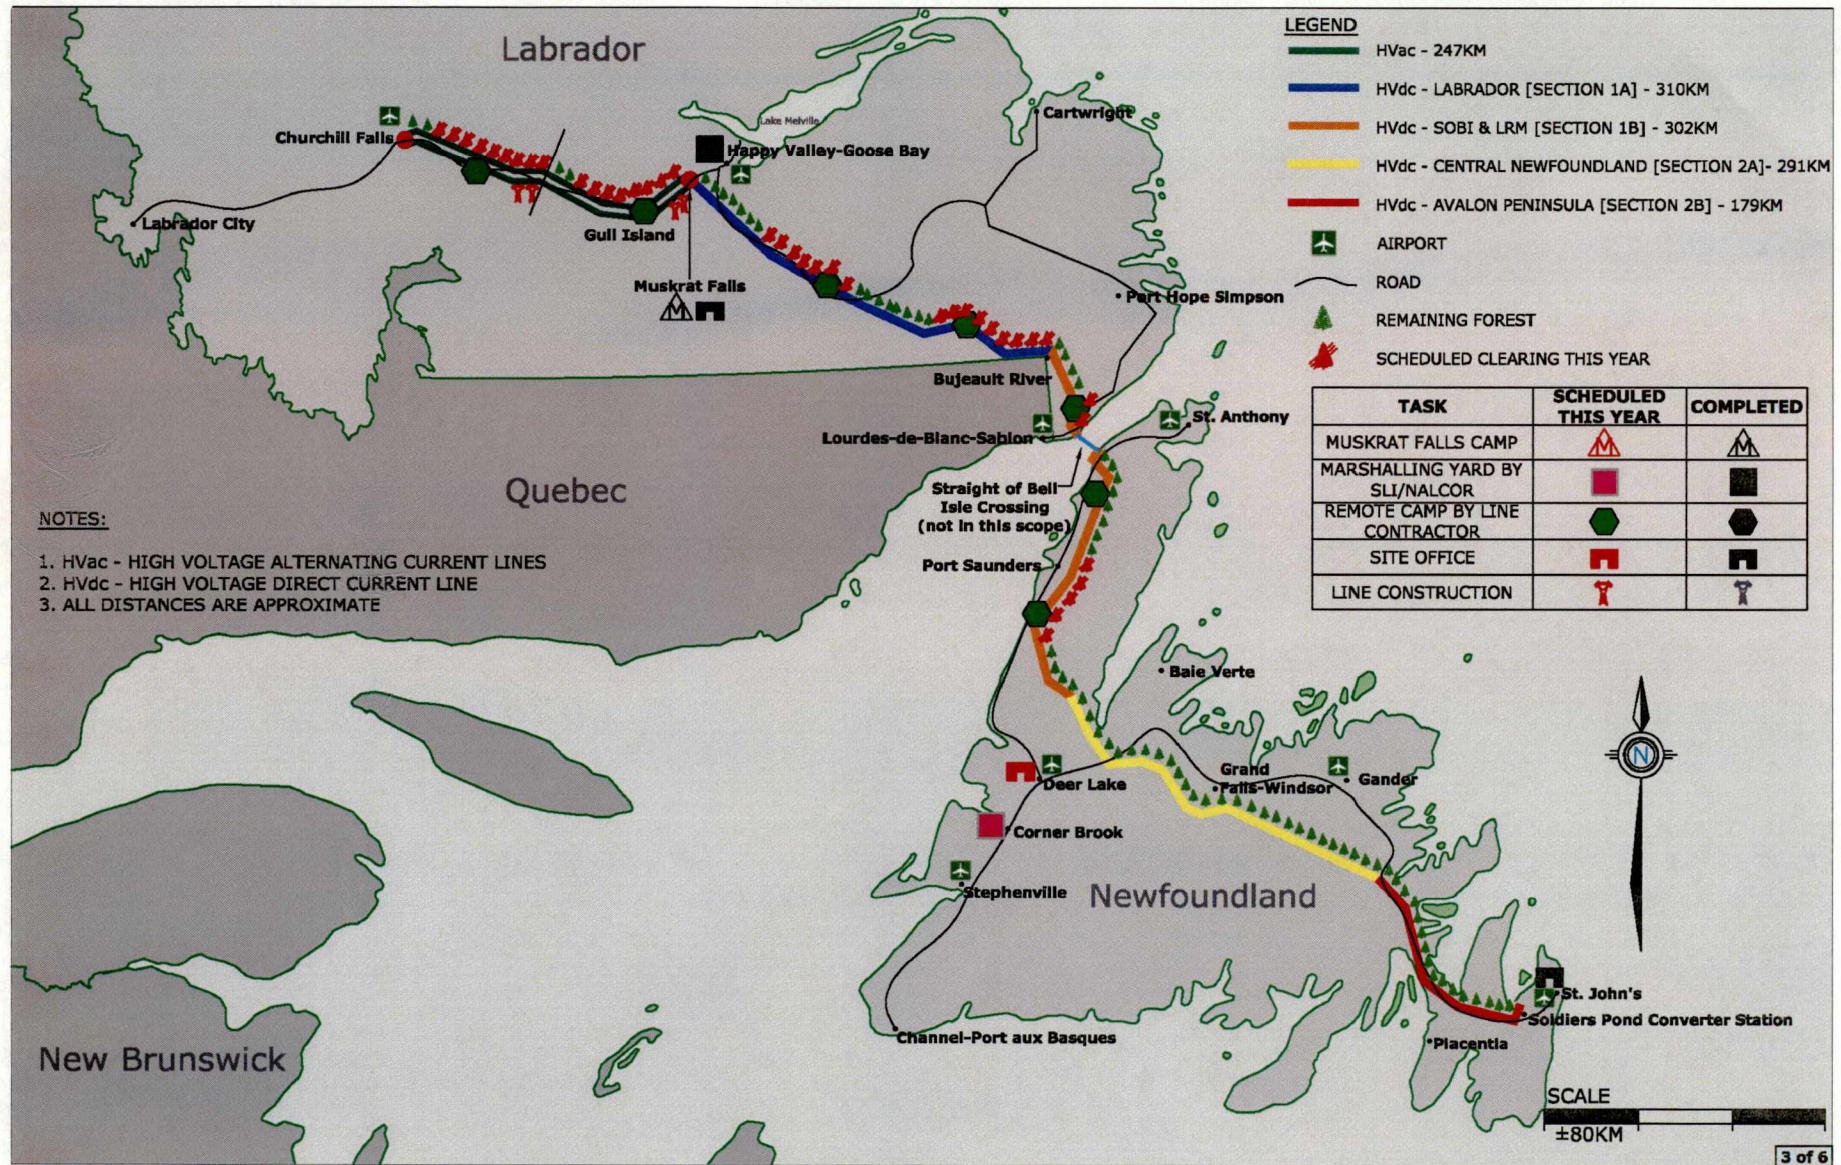 Labrador
LEGEND
HVac - 247KM
HVdc - LABRADOR [SECTION 1A] - 310KM
HVdc - SOBI & LRM [SECTION 1B] - 302KM
HVdc - CENTRAL NEWFOUNDLAND [SECTION 2A]- 291KM
HVdc - AVALON PENINSULA [SECTION 2B] - 179KM
AIRPORT
ROAD
REMAINING FOREST
SCHEDULED CLEARING THIS YEAR
TASK
SCHEDULED
THIS YEAR
COMPLETED
MUSKRAT FALLS CAMP
MARSHALLING YARD BY
SLI/NALCOR
REMOTE CAMP BY LINE
CONTRACTOR
SITE OFFICE
LINE CONSTRUCTION
Churchill Falls
Labrador City
Lake Melville
Happy Valley-Goose Bay
Cartwright
Gull Island
Muskrat Falls
Port Hope Simpson
Bujeault River
St. Anthony
Lourdes-de-Blanc-Sablon
Quebec
Straight of Bell
Isle Crossing
(not in this scope)
NOTES:
1. HVac - HIGH VOLTAGE ALTERNATING CURRENT LINES
2. HVdc - HIGH VOLTAGE DIRECT CURRENT LINE
3. ALL DISTANCES ARE APPROXIMATE
Port Saunders
Baie Verte
N
Deer Lake
Grand
Falls-Windsor
Gander
Corner Brook
Stephenville
Newfoundland
St. John's
Soldiers Pond Converter Station
Placentia
Channel-Port aux Basques
New Brunswick
SCALE
±80KM
3 of 6